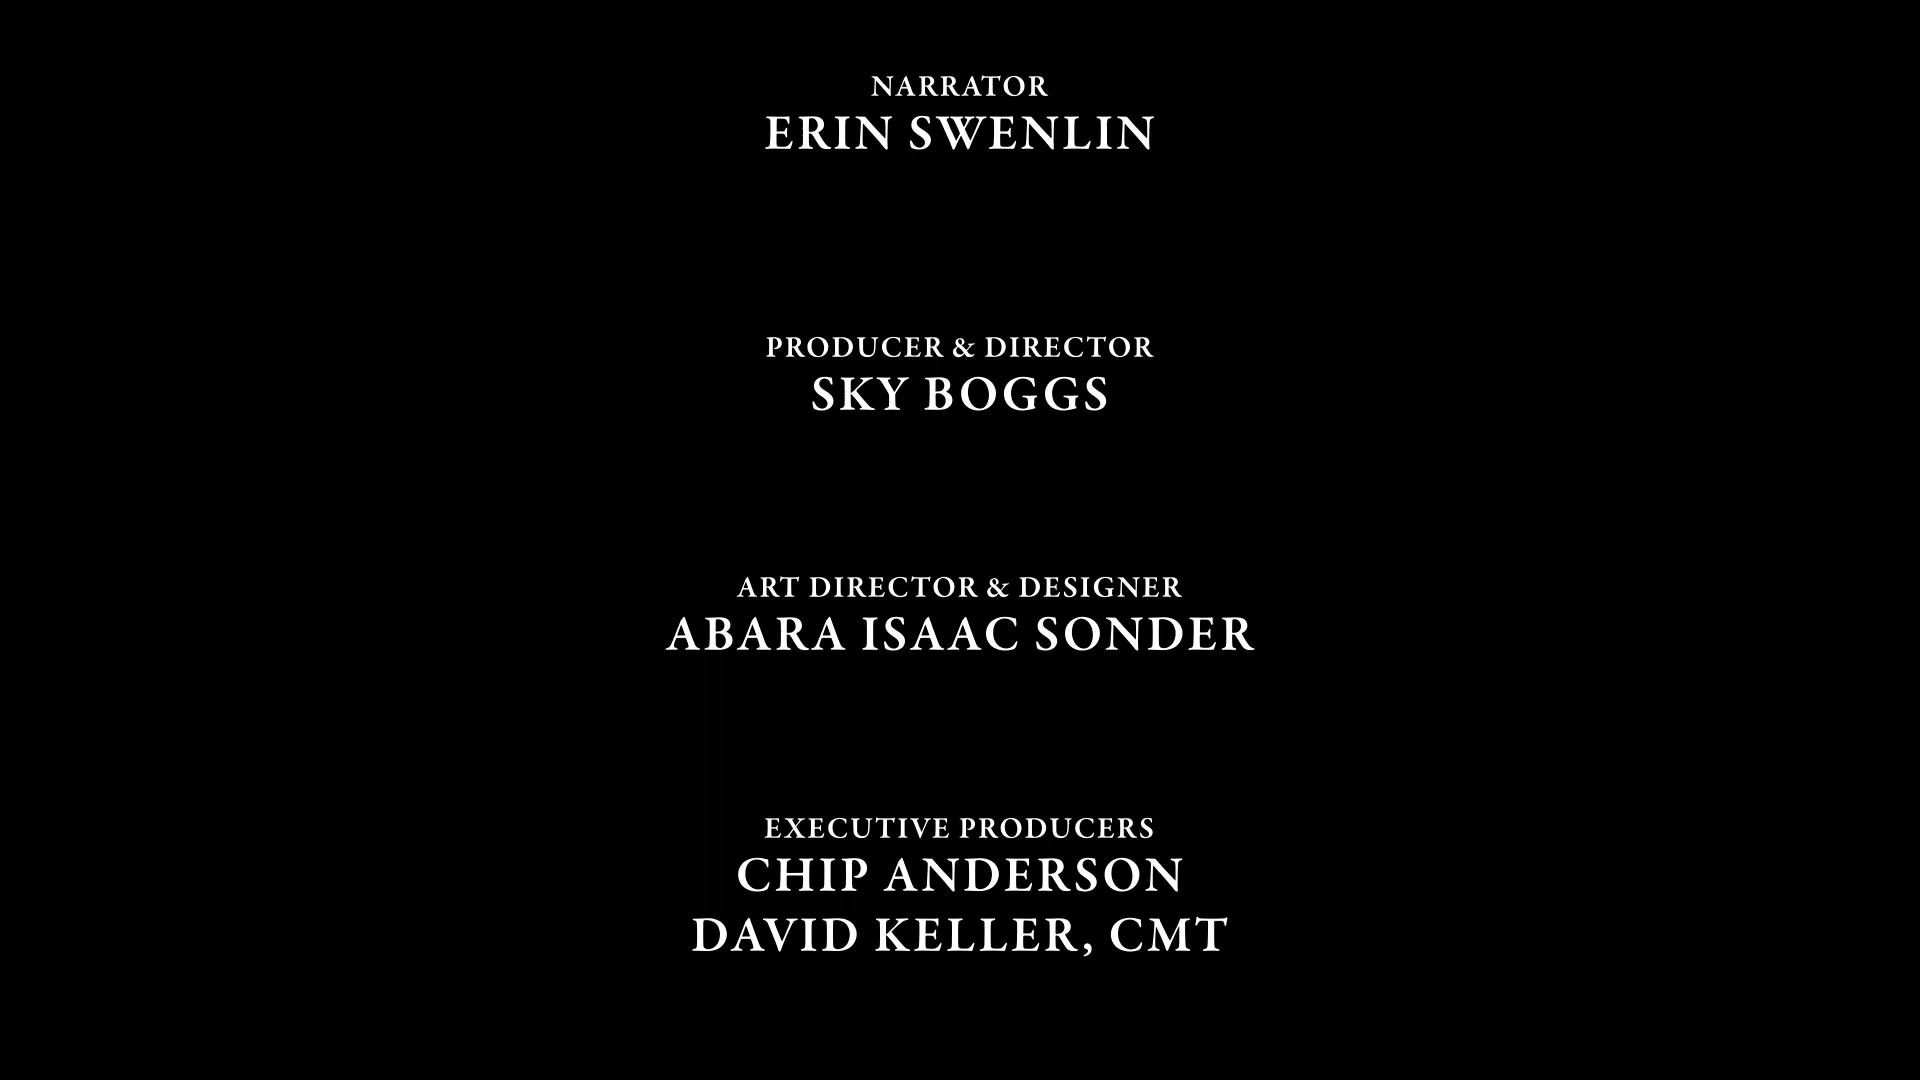 NARRATOR
ERIN SWENLIN
PRODUCER & DIRECTOR
SKY BOGGS
ART DIRECTOR & DESIGNER
ABARA ISAAC SONDER
EXECUTIVE PRODUCERS
CHIP ANDERSON
DAVID KELLER, CMT